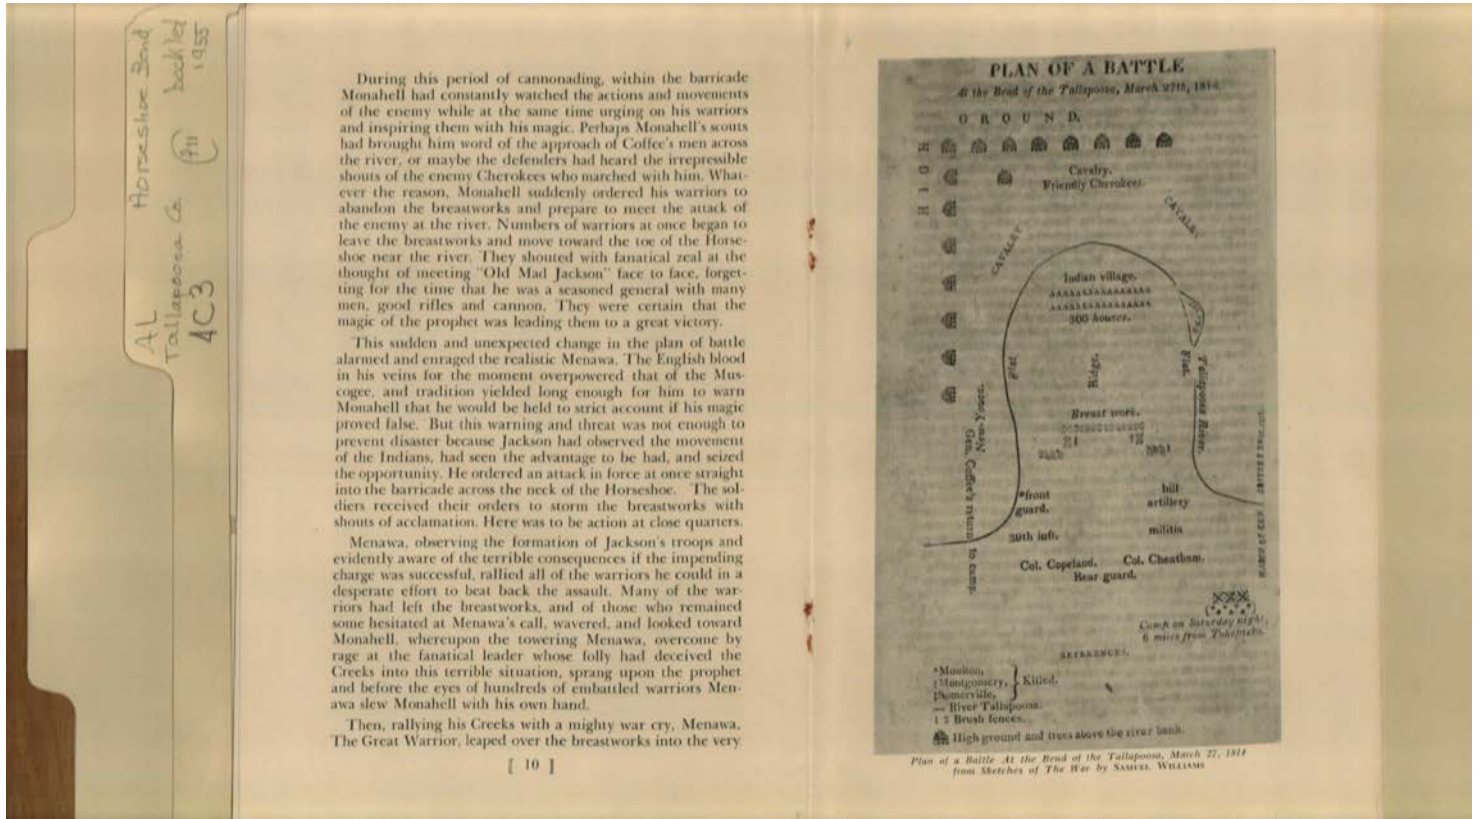 AL Horseshoe Bend
Tallapoosa Co P11 booklet
4C3 1955
During this period of cannonading, within the barricade
Monahell had constantly watched the actions and movements
of the enemy while at the same time urging on his warriors
and inspiring them with his magic. Perhaps Monahell's scouts
had brought him word of the approach of Coffee's men across
the river, or maybe the defenders had heard the irrepressible
shouts of the enemy Cherokees who marched with him. What-
ever the reason, Monahell suddenly ordered his warriors to
abandon the breastworks and prepare to meet the attack of
the enemy at the river. Numbers of warriors at once began to
leave the breastworks and move toward the toe of the Horse-
shoe near the river. They shouted with fanatical zeal at the
thought of meeting "Old Mad Jackson" face to face, forget-
ting for the time that he was a seasoned general with many
men, good rifles and cannon. They were certain that the
magic of the prophet was leading them to a great victory.
This sudden and unexpected change in the plan of battle
alarmed and enraged the realistic Menawa. The English blood
in his veins for the moment overpowered that of the Mus-
cogee, and tradition yielded long enough for him to warn
Monahell that he would be held to strict account if his magic
proved false. But this warning and threat was not enough to
prevent disaster because Jackson had observed the movement
of the Indians, had seen the advantage to be had, and seized
the opportunity. He ordered an attack in force at once straight
into the barricade across the neck of the Horseshoe. The sol-
diers received their orders to storm the breastworks with
shouts of acclamation. Here was to be action at close quarters.
Menawa, observing the formation of Jackson's troops and
evidently aware of the terrible consequences if the impending
charge was successful, rallied all of the warriors he could in a
desperate effort to beat back the assault. Many of the war-
riors had left the breastworks, and of those who remained
some hesitated at Menawa's call, wavered, and looked toward
Monahell, whereupon the towering Menawa, overcome by
rage at the fanatical leader whose folly had deceived the
Creeks into this terrible situation, sprang upon the prophet
and before the eyes of hundreds of embattled warriors Men-
awa slew Monahell with his own hand.
Then, rallying his Creeks with a mighty war cry, Menawa,
The Great Warrior, leaped over the breastworks into the very
[ 10 ]
PLAN OF A BATTLE
At the Bend of the Tallapoosa, March 27th, 1814.
HIGH GROUND.
Cavalry.
Friendly Cherokees.
CAVALRY
CAVALRY
Indian village.
300 houses.
Flat
Ridge.
Flat.
Tallapoosa River.
Breast work.
New-Youca.
Gen. Coffee's return to camp.
*front
guard.
hill
artillery
39th inft.
militia
Col. Copeland. Col. Cheatham.
Rear guard.
Camp on Saturday night,
6 miles from
REFERENCES.
*Moulton,
†Montgomery, } Killed.
‡Somerville,
— River Tallapoosa.
Brush fences.
High ground and trees above the river bank.
Plan of a Battle At the Bend of the Tallapoosa, March 27, 1814
from Sketches of The War by SAMUEL WILLIAMS